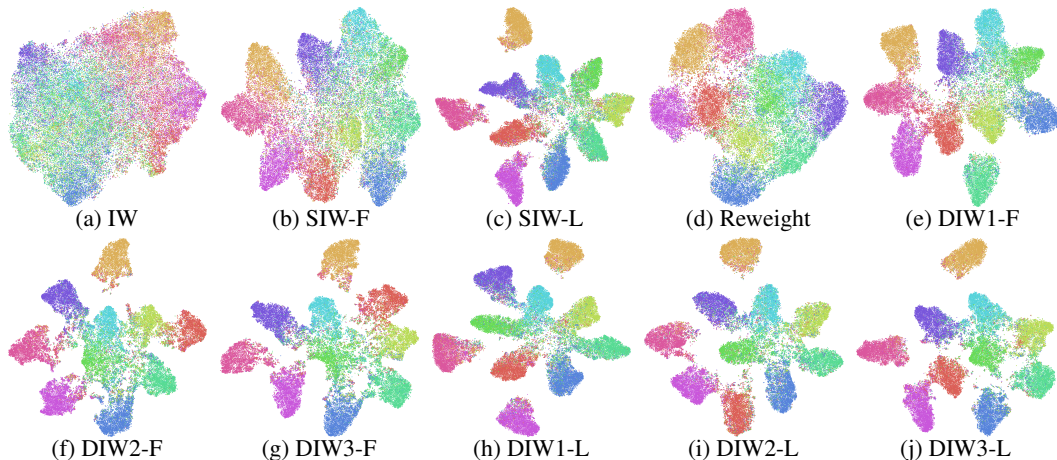 (a) IW
(b) SIW-F
(c) SIW-L
(d) Reweight
(e) DIW1-F
(f) DIW2-F
(g) DIW3-F
(h) DIW1-L
(i) DIW2-L
(j) DIW3-L